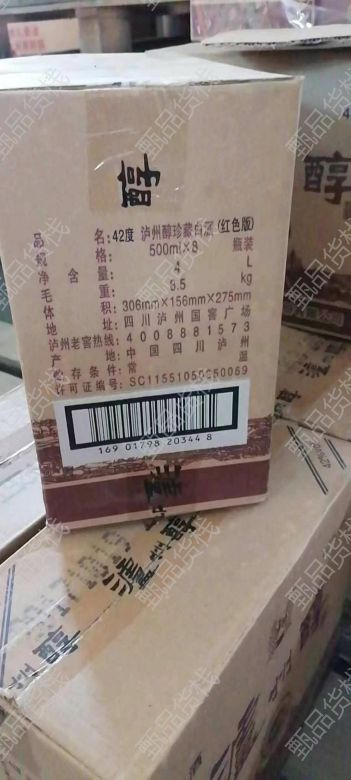 醇
品名: 42度 泸州醇珍藏白酒(红色版)
规格: 500ml×8 瓶装
净含量: 4 L
毛重: 9.5 kg
体积: 306mm×156mm×275mm
地址: 四川泸州国窖广场
泸州老窖热线: 4008881573
产地: 中国四川泸州
贮存条件: 常温
许可证编号: SC11551050C50069
169 01798 20344 8
醇
甄品货栈